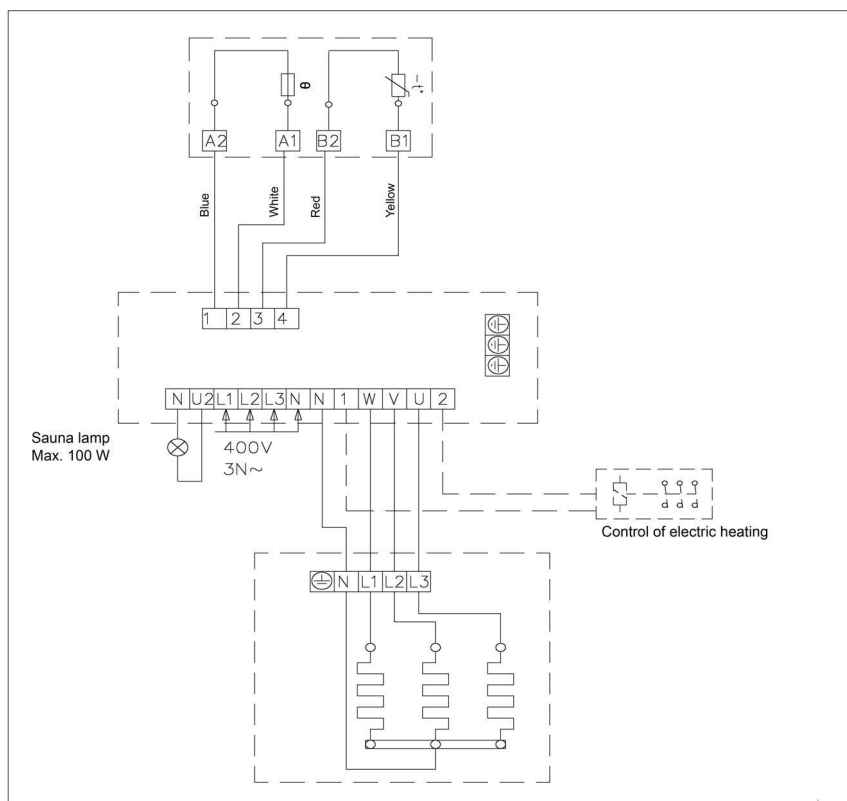 θ
-t°
A2 A1 B2 B1
Blue White Red Yellow
1 2 3 4
N U2 L1 L2 L3 N N 1 W V U 2
Sauna lamp
Max. 100 W
400V
3N~
Control of electric heating
N L1 L2 L3